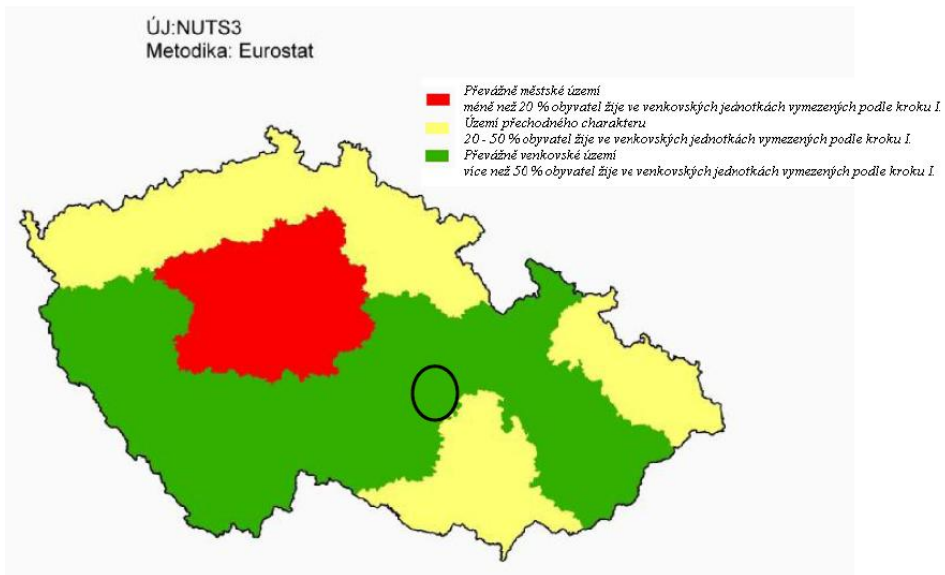 ÚJ:NUTS3
Metodika: Eurostat
Převážně městské území
méně než 20 % obyvatel žije ve venkovských jednotkách vymezených podle kroku I.
Území přechodného charakteru
20 - 50 % obyvatel žije ve venkovských jednotkách vymezených podle kroku I.
Převážně venkovské území
více než 50 % obyvatel žije ve venkovských jednotkách vymezených podle kroku I.